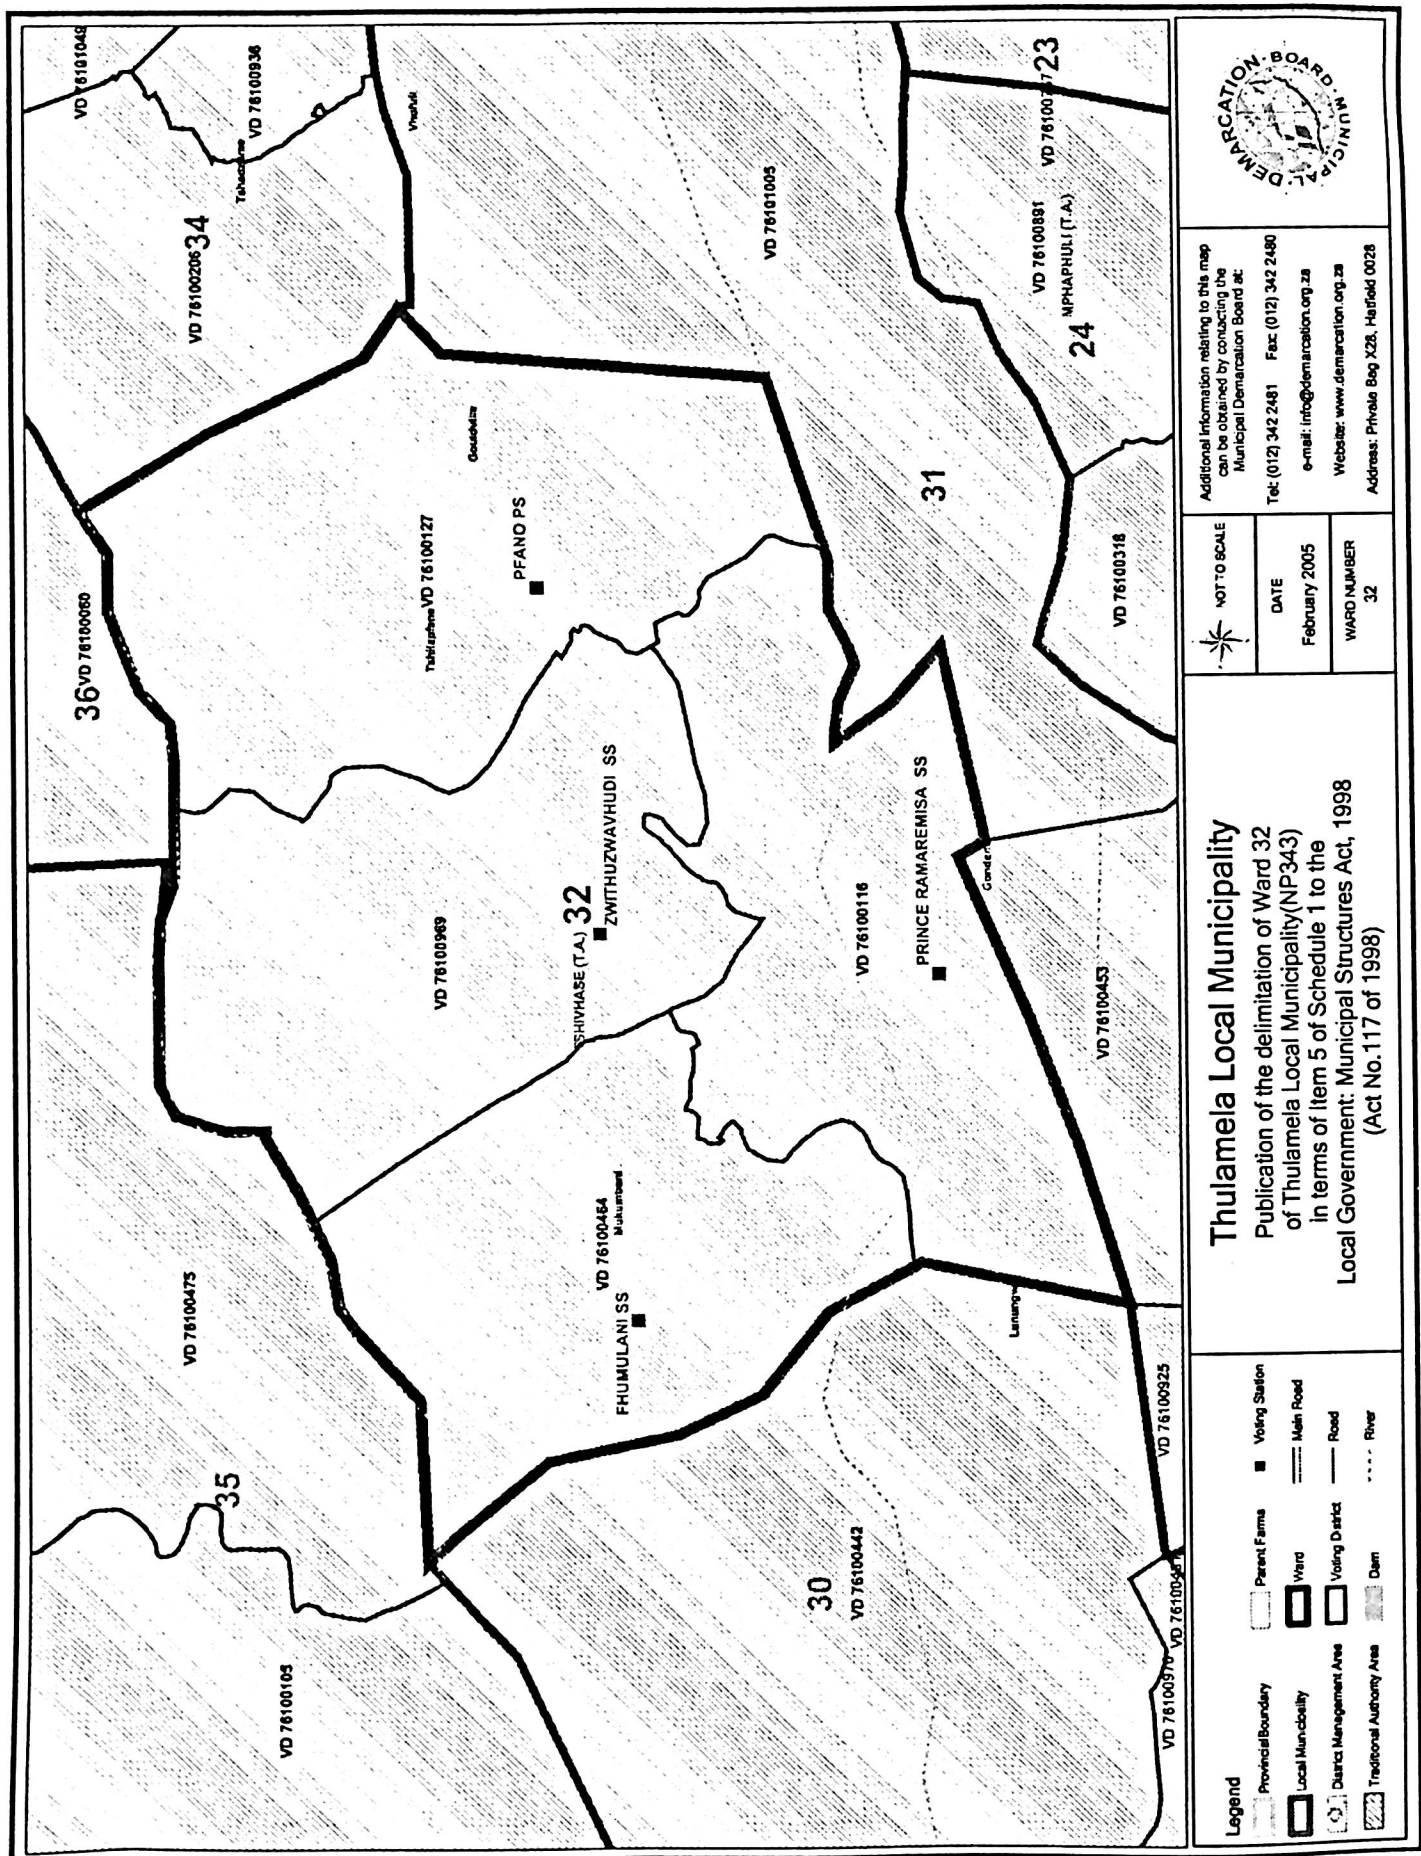 VD 76100105
35
VD 76100475
36
VD 76100060
VD 76100206
34
VD 76101049
VD 76100936
VD 76100969
VD 76100127
PFANO PS
VD 76100464
FHUMULANI SS
32
ZWITHUZWAVHUDI SS
VD 76101005
30
VD 76100442
VD 76100116
PRINCE RAMAREMISA SS
31
VD 76100891
MPHAPHULI (T.A.)
24
23
VD 76100453
VD 76100318
VD 76100925
VD 76100970
Legend
Provincial Boundary
Local Municipality
District Management Area
Traditional Authority Area
Parent Farms
Ward
Voting District
Dam
Voting Station
Main Road
Road
River
Thulamela Local Municipality
Publication of the delimitation of Ward 32
of Thulamela Local Municipality(NP343)
in terms of Item 5 of Schedule 1 to the
Local Government: Municipal Structures Act, 1998
(Act No.117 of 1998)
NOT TO SCALE
DATE
February 2005
WARD NUMBER
32
Additional information relating to this map
can be obtained by contacting the
Municipal Demarcation Board at:
Tel: (012) 342 2481 Fax: (012) 342 2480
e-mail: info@demarcation.org.za
Website: www.demarcation.org.za
Address: Private Bag X28, Hatfield 0028
MUNICIPAL DEMARCATION BOARD